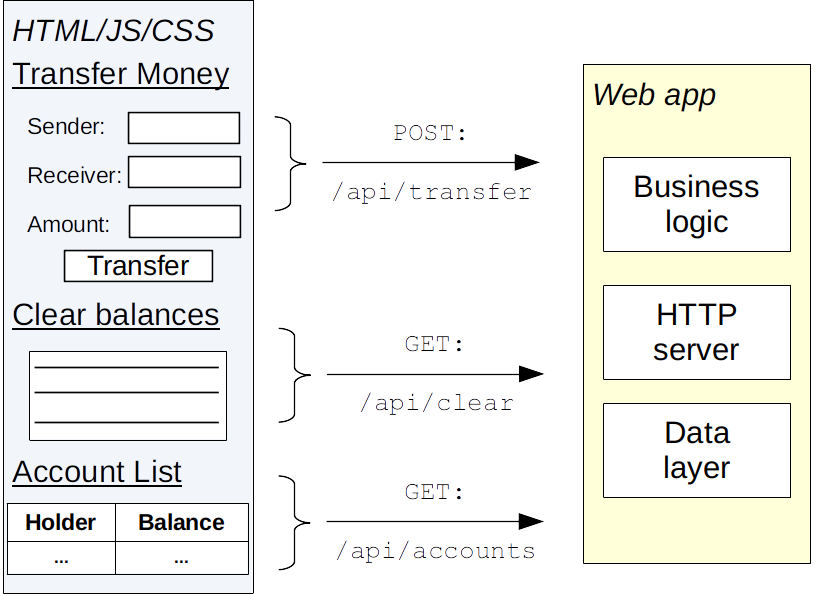 HTML/JS/CSS
Transfer Money
Sender:
Receiver:
Amount:
Transfer
Clear balances
Account List
Holder Balance
... ...
POST:
/api/transfer
GET:
/api/clear
GET:
/api/accounts
Web app
Business
logic
HTTP
server
Data
layer